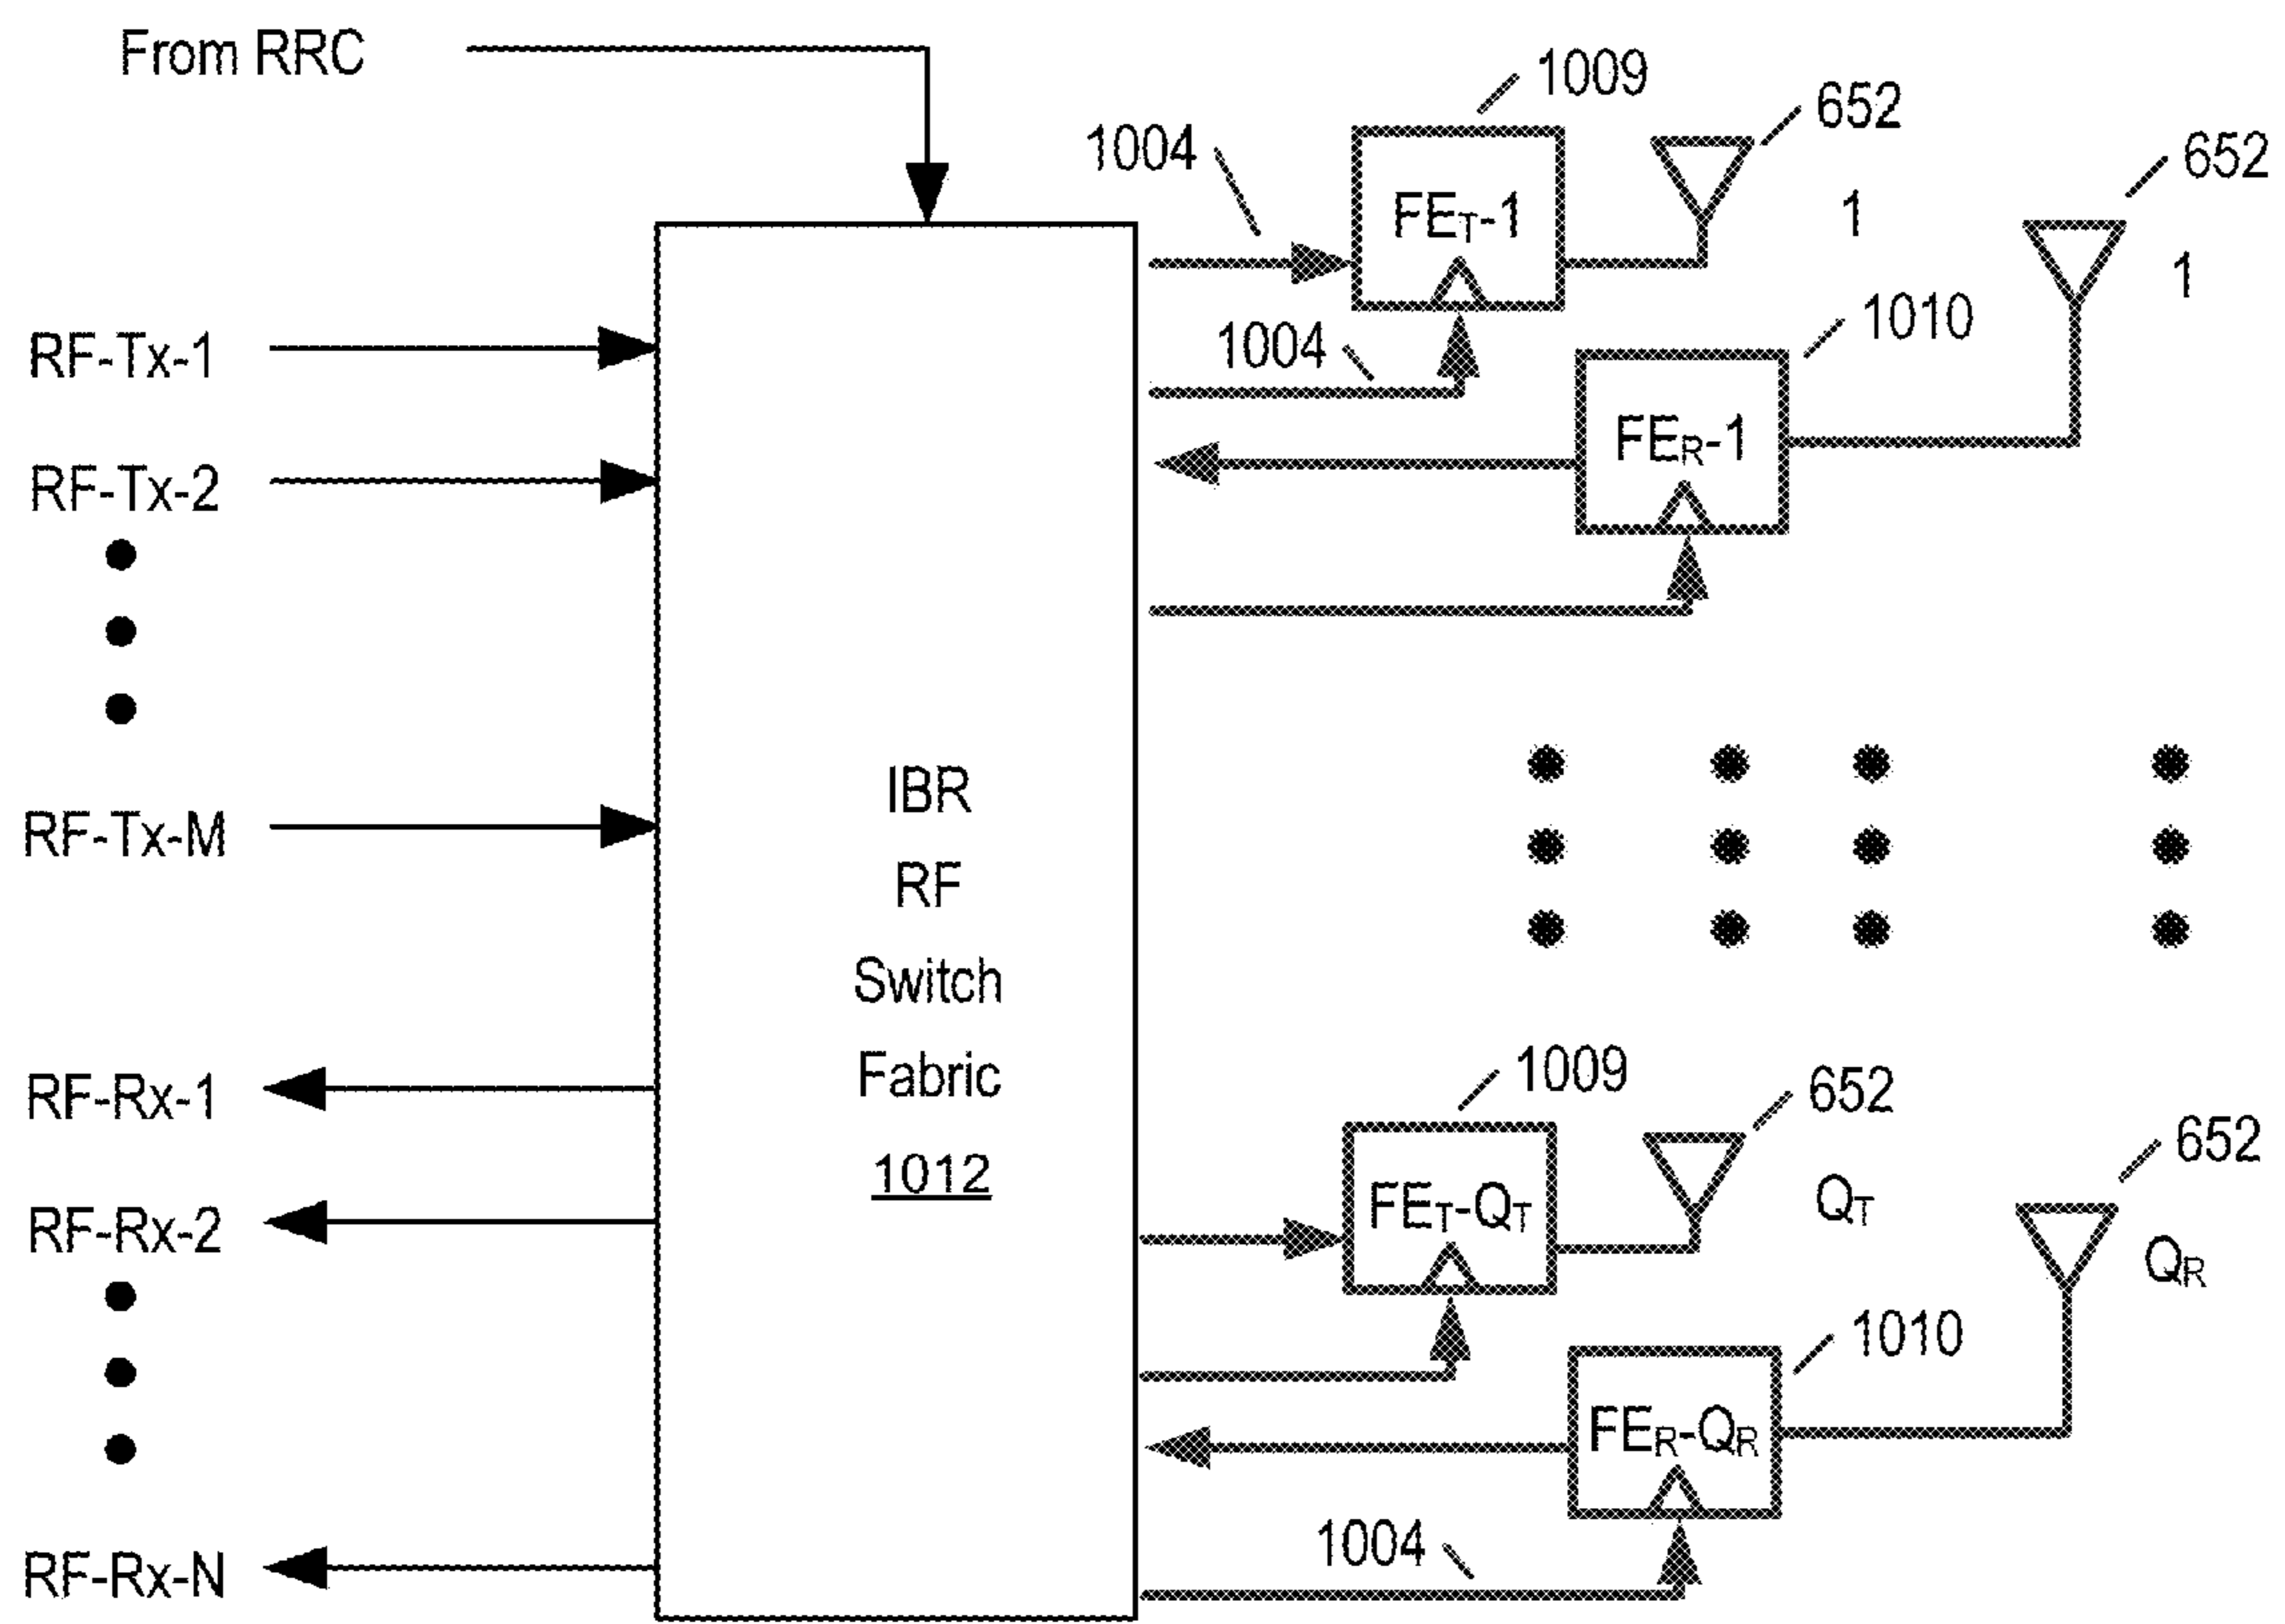 From RRC
1009
652
1004
652
FET-1
1
1
RF-Tx-1
1004
1010
FER-1
RF-Tx-2
RF-Tx-M
IBR
RF
Switch
Fabric
1012
RF-Rx-1
1009
652
652
RF-Rx-2
FET-QT
QT
QR
1010
FER-QR
1004
RF-Rx-N